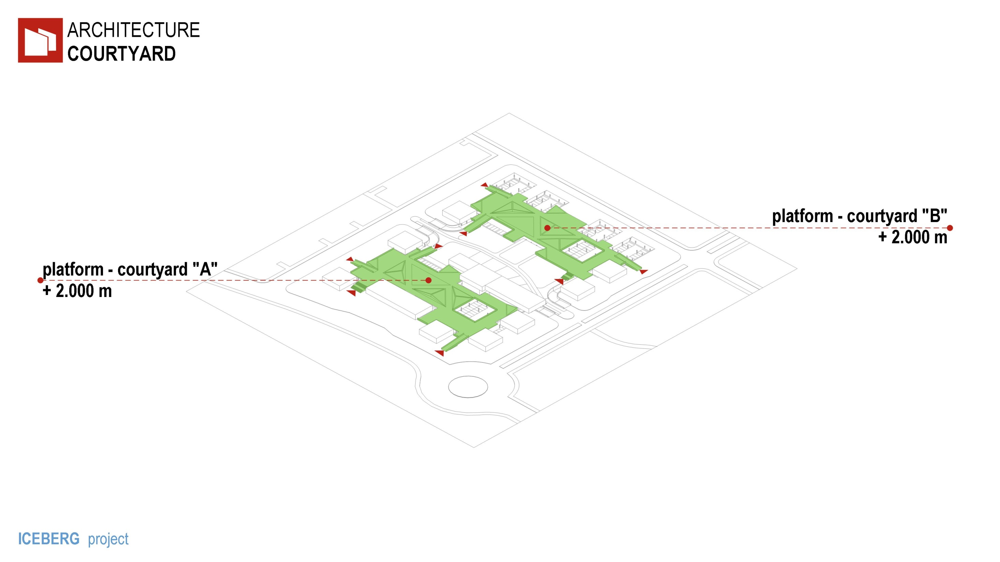 ARCHITECTURE
COURTYARD
platform - courtyard "B"
+ 2.000 m
platform - courtyard "A"
+ 2.000 m
ICEBERG project